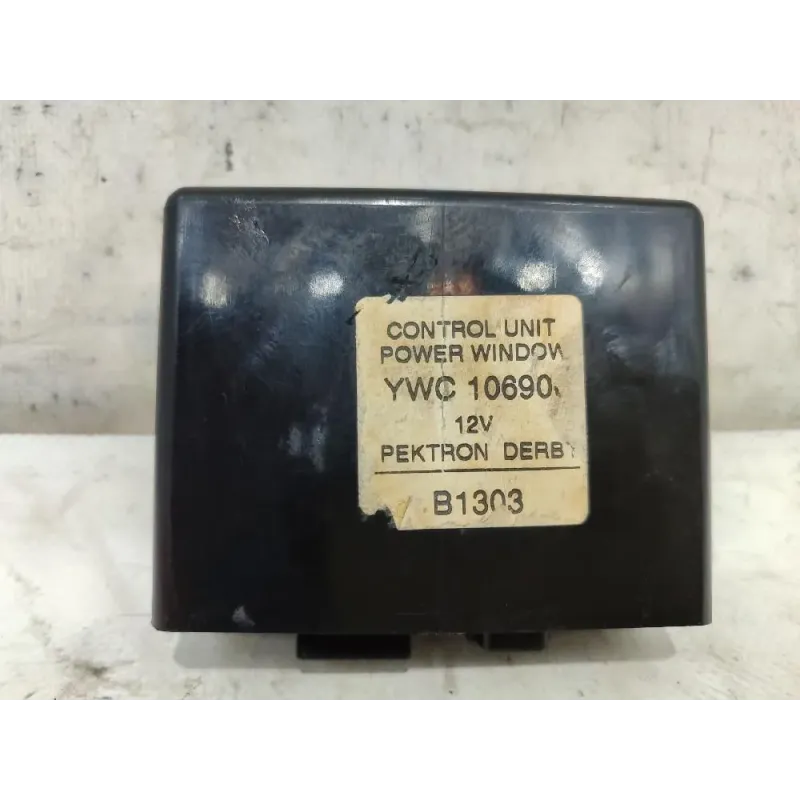 CONTROL UNIT
POWER WINDOW
YWC 10690
12V
PEKTRON DERBY
B1303